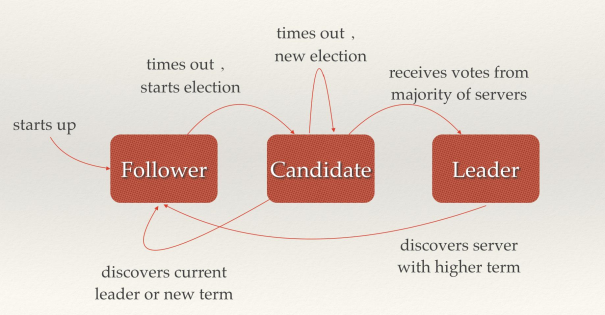 times out ,
new election
times out ,
starts election
receives votes from
majority of servers
starts up
Follower
Candidate
Leader
discovers server
with higher term
discovers current
leader or new term